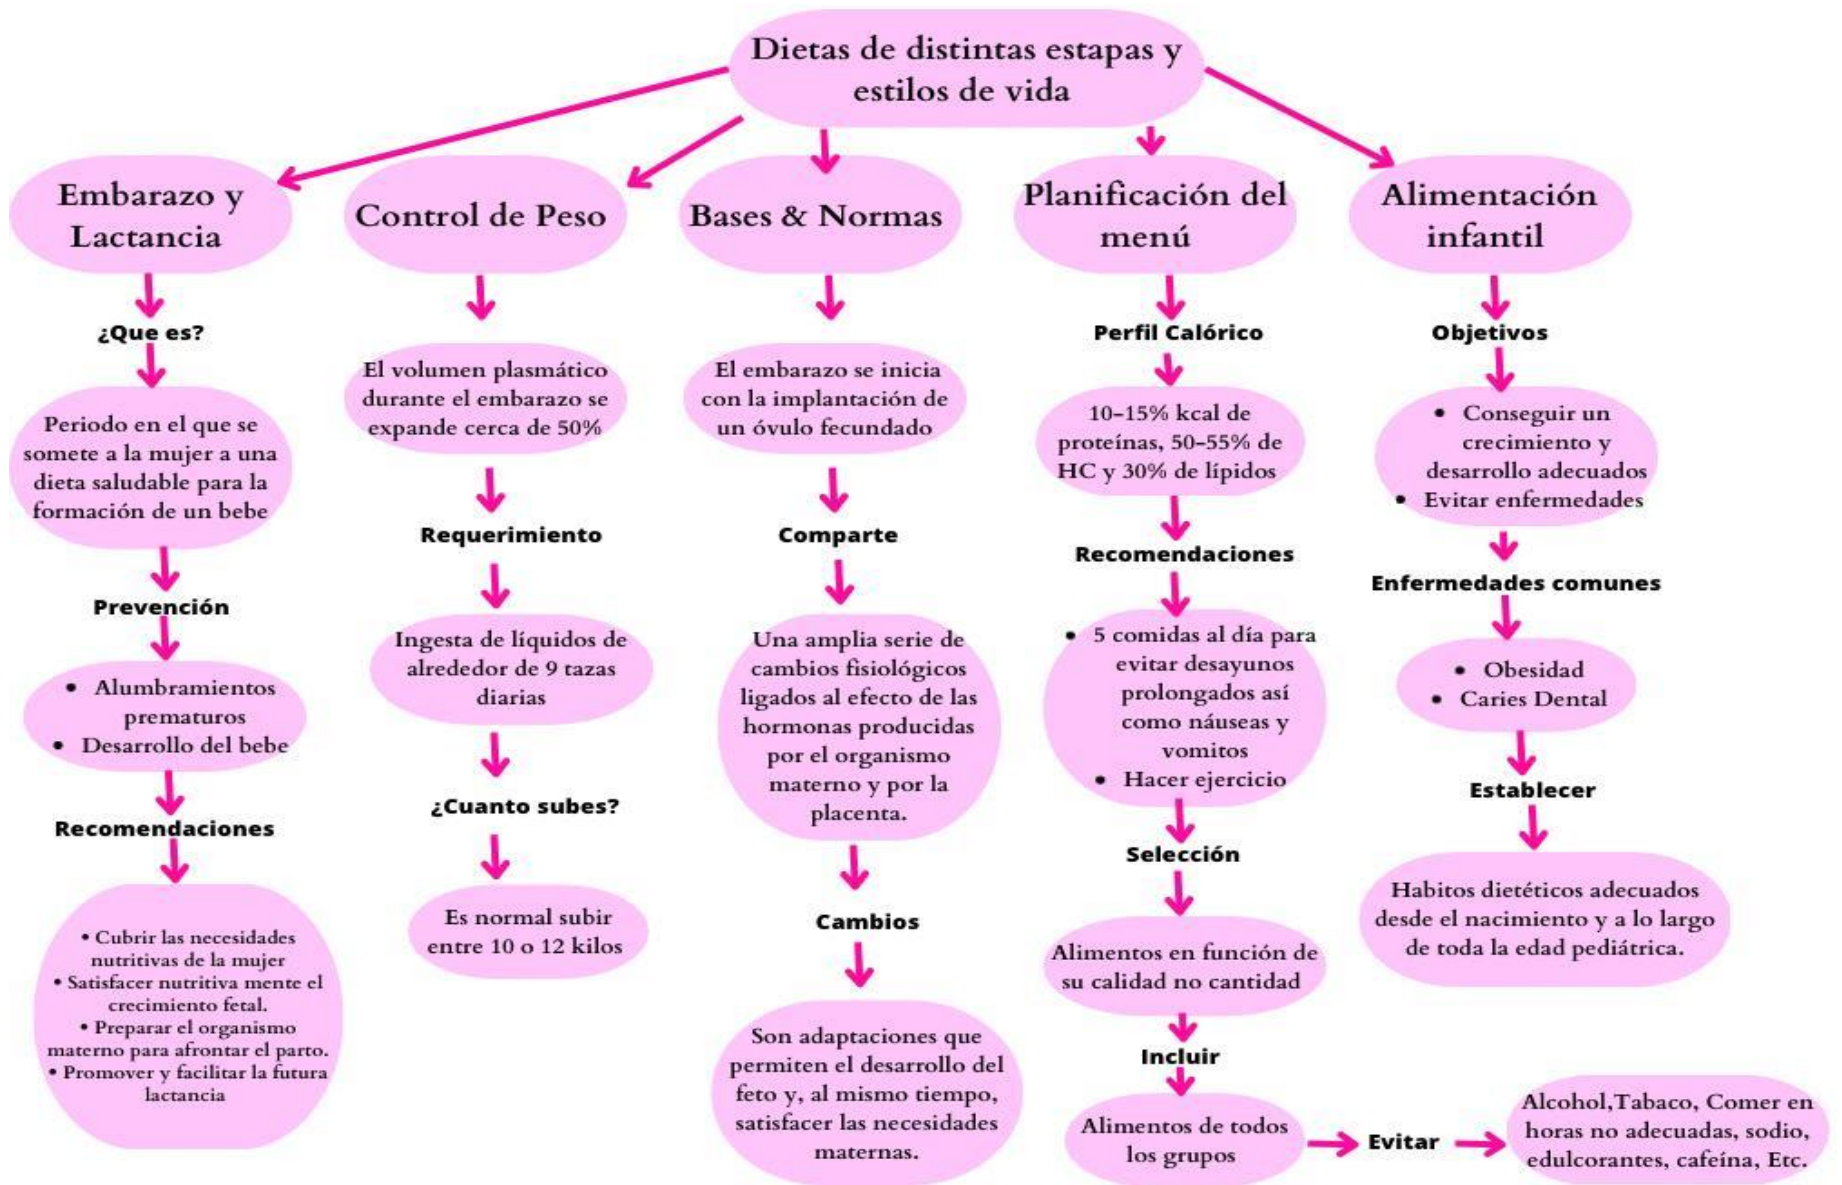 Dietas de distintas estapas y
estilos de vida
Embarazo y
Lactancia
¿Que es?
Periodo en el que se
somete a la mujer a una
dieta saludable para la
formación de un bebe
Prevención
• Alumbramientos
prematuros
• Desarrollo del bebe
Recomendaciones
• Cubrir las necesidades
nutritivas de la mujer
• Satisfacer nutritiva mente el
crecimiento fetal.
• Preparar el organismo
materno para afrontar el parto.
• Promover y facilitar la futura
lactancia
Control de Peso
El volumen plasmático
durante el embarazo se
expande cerca de 50%
Requerimiento
Ingesta de líquidos de
alrededor de 9 tazas
diarias
¿Cuanto subes?
Es normal subir
entre 10 o 12 kilos
Bases & Normas
El embarazo se inicia
con la implantación de
un óvulo fecundado
Comparte
Una amplia serie de
cambios fisiológicos
ligados al efecto de las
hormonas producidas
por el organismo
materno y por la
placenta.
Cambios
Son adaptaciones que
permiten el desarrollo del
feto y, al mismo tiempo,
satisfacer las necesidades
maternas.
Planificación del
menú
Perfil Calórico
10-15% kcal de
proteínas, 50-55% de
HC y 30% de lípidos
Recomendaciones
• 5 comidas al día para
evitar desayunos
prolongados así
como náuseas y
vomitos
• Hacer ejercicio
Selección
Alimentos en función de
su calidad no cantidad
Incluir
Alimentos de todos
los grupos
Evitar
Alcohol,Tabaco, Comer en
horas no adecuadas, sodio,
edulcorantes, cafeína, Etc.
Alimentación
infantil
Objetivos
• Conseguir un
crecimiento y
desarrollo adecuados
• Evitar enfermedades
Enfermedades comunes
• Obesidad
• Caries Dental
Establecer
Habitos dietéticos adecuados
desde el nacimiento y a lo largo
de toda la edad pediátrica.